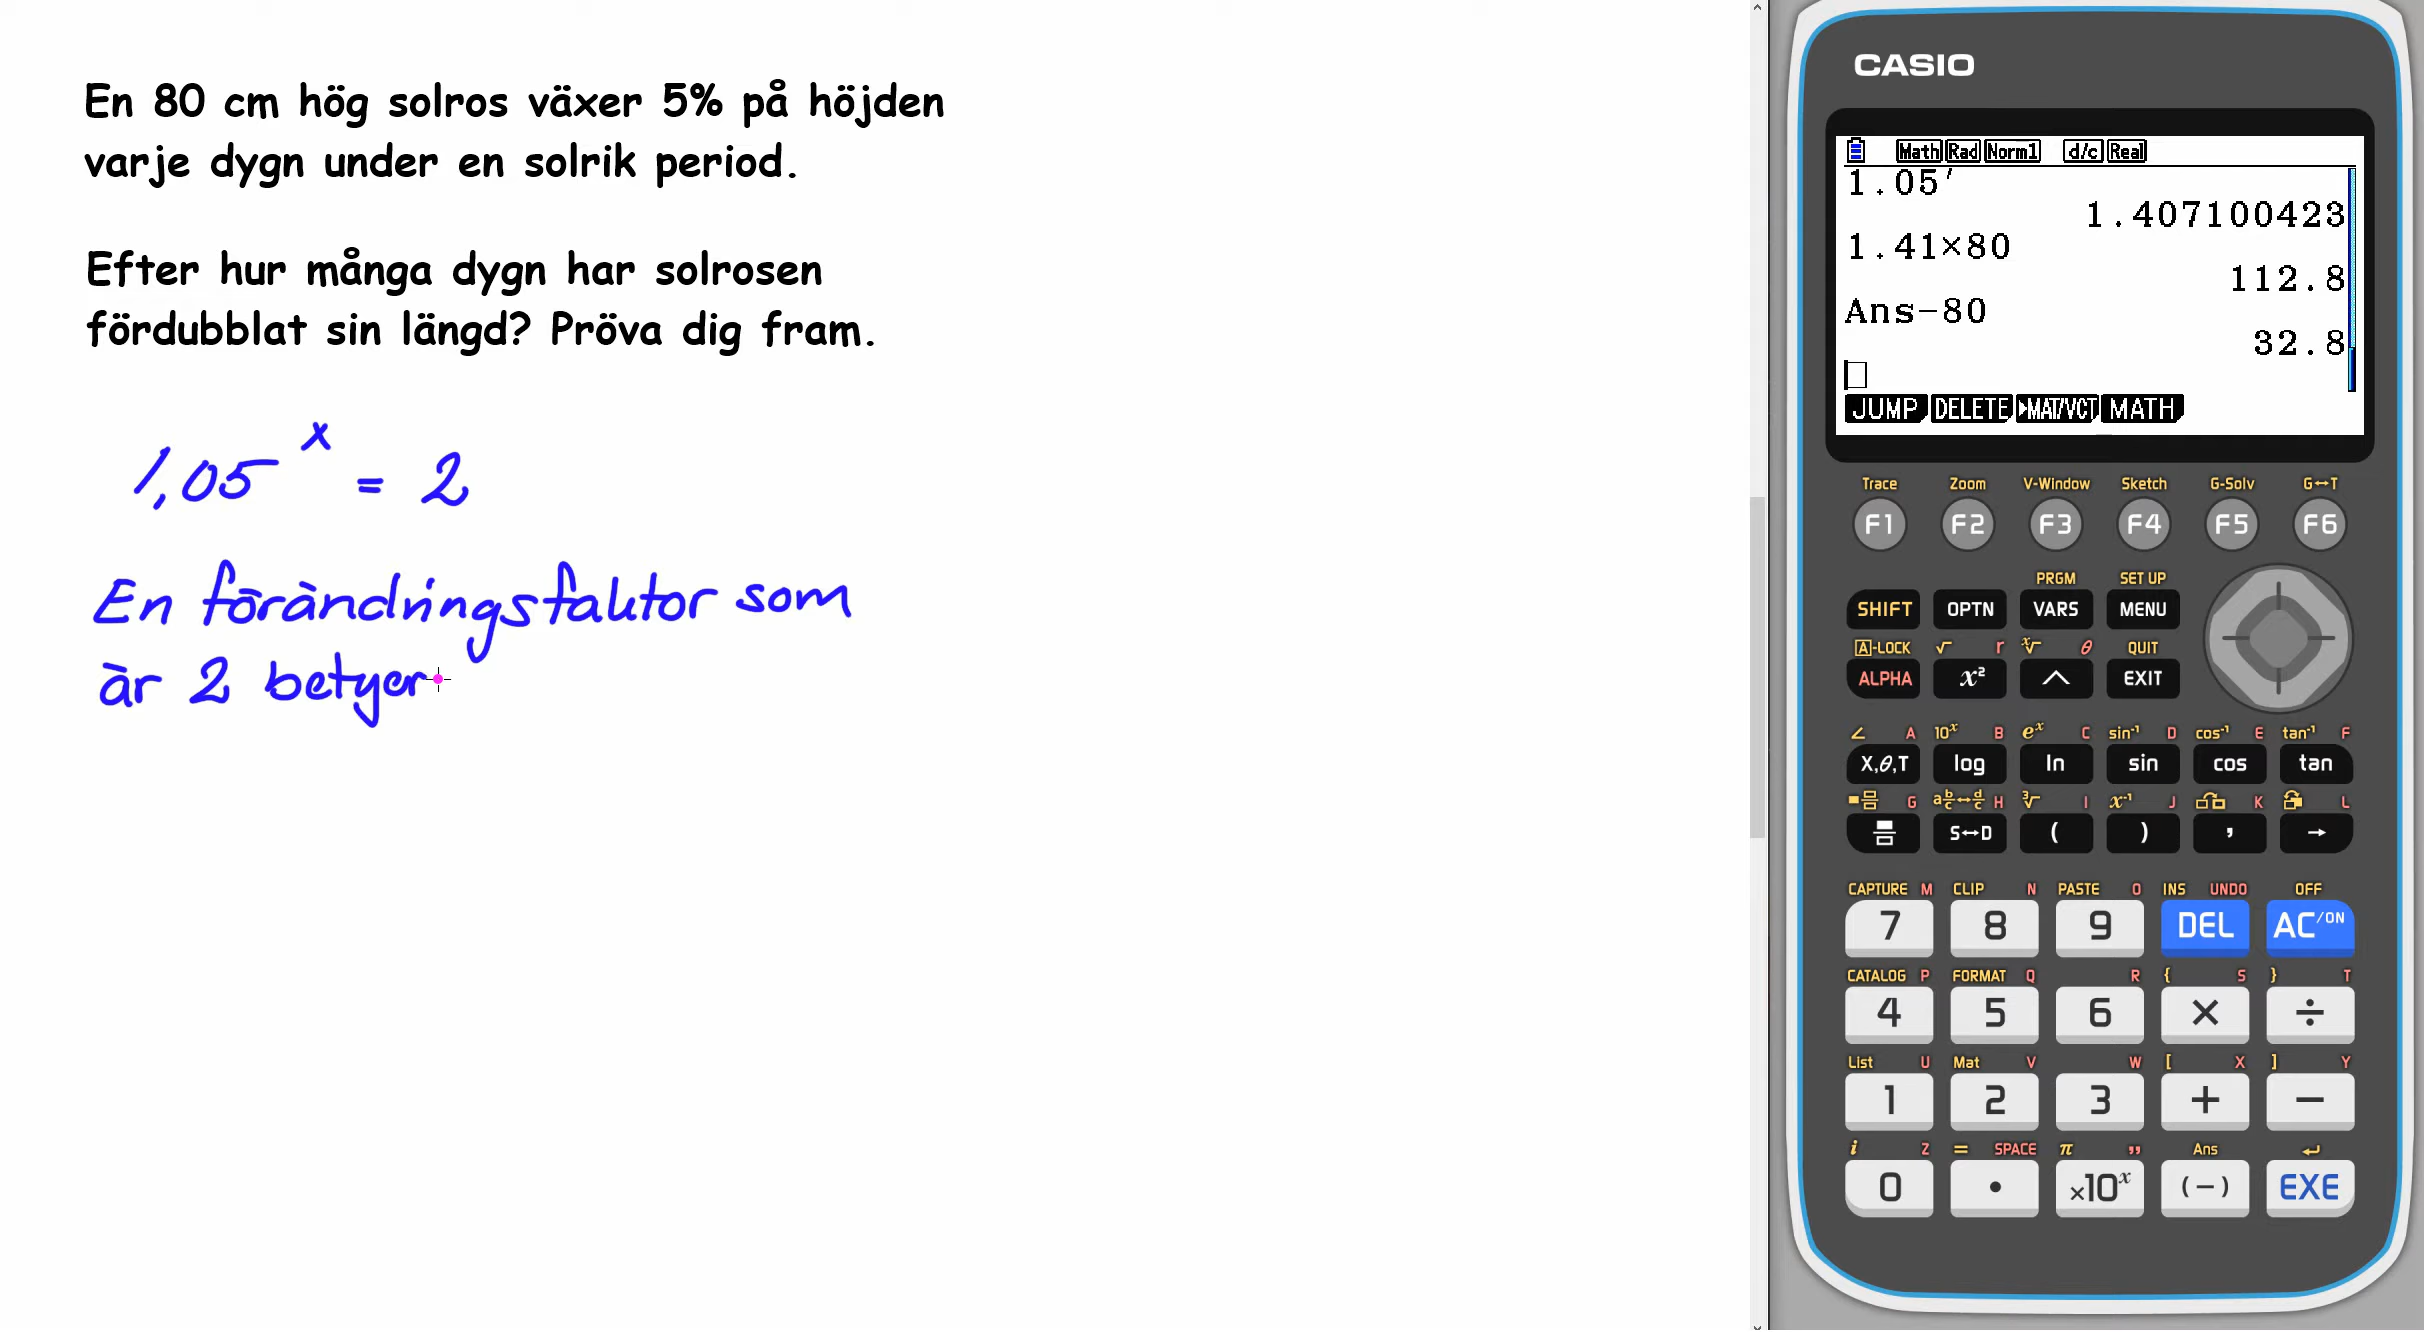 En 80 cm hög solros växer 5% på höjden
varje dygn under en solrik period.
Efter hur många dygn har solrosen
fördubblat sin längd? Pröva dig fram.
1,05^x = 2
En förändringsfaktor som
är 2 betyer
CASIO
Math Rad Norm1 d/c Real
1.05
1.407100423
1.41×80
112.8
Ans-80
32.8
JUMP DELETE ▶MAT/VCT MATH
Trace Zoom V-Window Sketch G-Solv G↔T
F1 F2 F3 F4 F5 F6
PRGM SET UP
SHIFT OPTN VARS MENU
A-LOCK √ r ˣ√ θ QUIT
ALPHA x² ^ EXIT
∠ A 10ˣ B eˣ C sin⁻¹ D cos⁻¹ E tan⁻¹ F
X,θ,T log ln sin cos tan
G a b/c↔d/c H ³√ I x⁻¹ J K L
S↔D ( ) , →
CAPTURE M CLIP N PASTE O INS UNDO OFF
7 8 9 DEL AC/ON
CATALOG P FORMAT Q R { S } T
4 5 6 × ÷
List U Mat V W [ X ] Y
1 2 3 + −
i Z = SPACE π " Ans ↵
0 • ×10ˣ (−) EXE